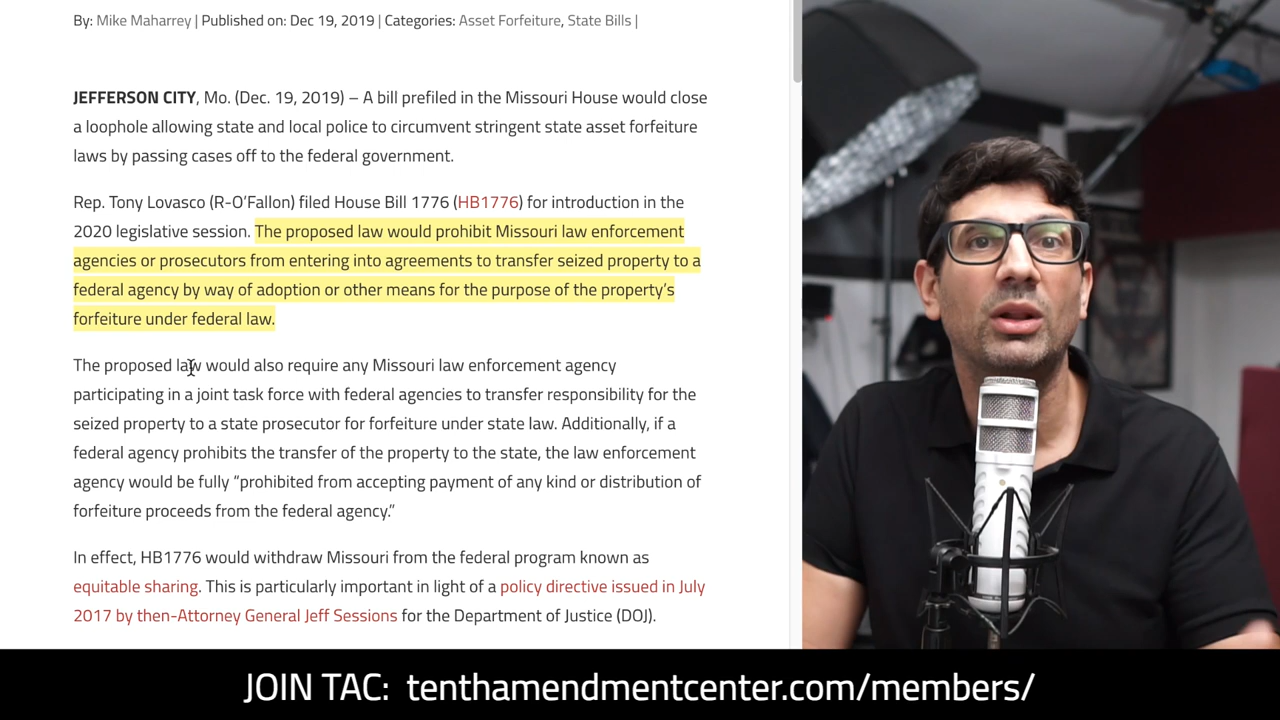 By: Mike Maharrey | Published on: Dec 19, 2019 | Categories: Asset Forfeiture, State Bills |
JEFFERSON CITY, Mo. (Dec. 19, 2019) – A bill prefiled in the Missouri House would close
a loophole allowing state and local police to circumvent stringent state asset forfeiture
laws by passing cases off to the federal government.
Rep. Tony Lovasco (R-O’Fallon) filed House Bill 1776 (HB1776) for introduction in the
2020 legislative session. The proposed law would prohibit Missouri law enforcement
agencies or prosecutors from entering into agreements to transfer seized property to a
federal agency by way of adoption or other means for the purpose of the property’s
forfeiture under federal law.
The proposed law would also require any Missouri law enforcement agency
participating in a joint task force with federal agencies to transfer responsibility for the
seized property to a state prosecutor for forfeiture under state law. Additionally, if a
federal agency prohibits the transfer of the property to the state, the law enforcement
agency would be fully “prohibited from accepting payment of any kind or distribution of
forfeiture proceeds from the federal agency.”
In effect, HB1776 would withdraw Missouri from the federal program known as
equitable sharing. This is particularly important in light of a policy directive issued in July
2017 by then-Attorney General Jeff Sessions for the Department of Justice (DOJ).
JOIN TAC: tenthamendmentcenter.com/members/